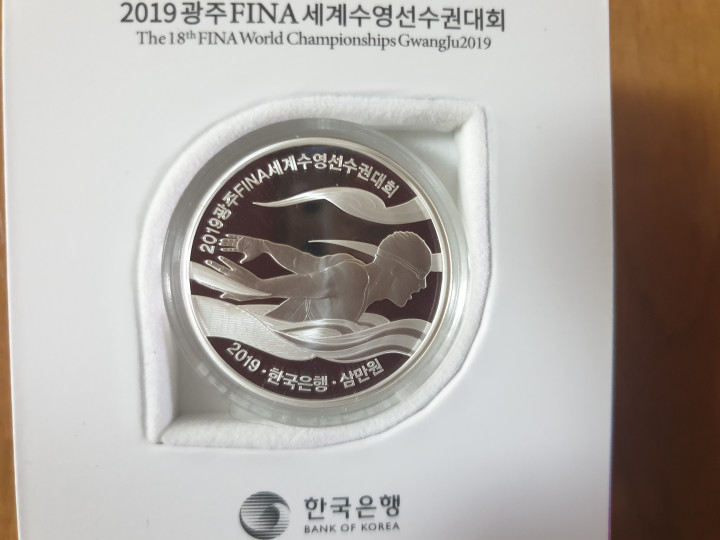 2019 광주 FINA 세계수영선수권대회
The 18th FINA World Championships GwangJu2019
2019광주FINA세계수영선수권대회
2019·한국은행·삼만원
한국은행
BANK OF KOREA